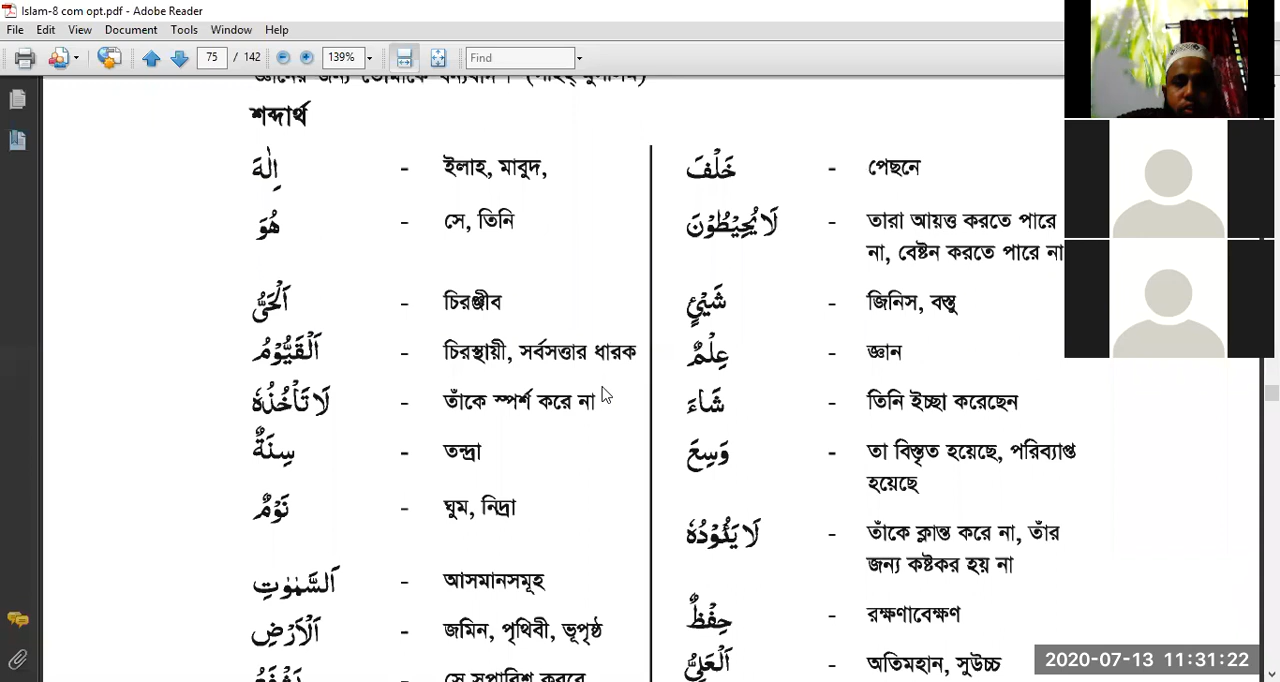 Islam-8 com opt.pdf - Adobe Reader
File Edit View Document Tools Window Help
75 / 142 139% Find
জ্ঞানের জন্য তোমাকে
শব্দার্থ
اِلٰهَ - ইলাহ, মাবুদ,
هُوَ - সে, তিনি
اَلْحَىُّ - চিরঞ্জীব
اَلْقَيُّوْمُ - চিরস্থায়ী, সর্বসত্তার ধারক
لَا تَاْخُذُهٗ - তাঁকে স্পর্শ করে না
سِنَةٌ - তন্দ্রা
نَوْمٌ - ঘুম, নিদ্রা
اَلسَّمٰوٰتِ - আসমানসমূহ
اَلْاَرْضِ - জমিন, পৃথিবী, ভূপৃষ্ঠ
يَشْفَعُ - সে সুপারিশ করবে
خَلْفَ - পেছনে
لَا يُحِيْطُوْنَ - তারা আয়ত্ত করতে পারে
না, বেষ্টন করতে পারে না
شَيْئٍ - জিনিস, বস্তু
عِلْمٌ - জ্ঞান
شَاءَ - তিনি ইচ্ছা করেছেন
وَسِعَ - তা বিস্তৃত হয়েছে, পরিব্যাপ্ত
হয়েছে
لَا يَئُوْدُهٗ - তাঁকে ক্লান্ত করে না, তাঁর
জন্য কষ্টকর হয় না
حِفْظٌ - রক্ষণাবেক্ষণ
اَلْعَلِىُّ - অতিমহান, সুউচ্চ
2020-07-13 11:31:22